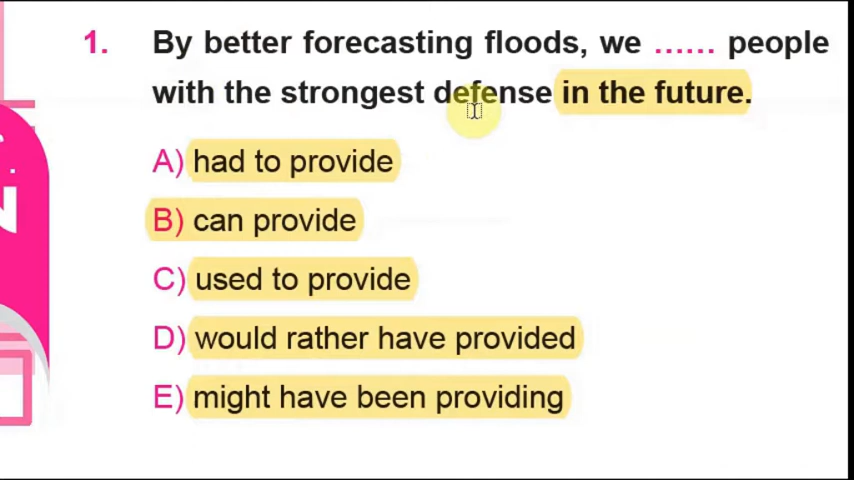 1. By better forecasting floods, we ...... people
with the strongest defense in the future.
A) had to provide
B) can provide
C) used to provide
D) would rather have provided
E) might have been providing